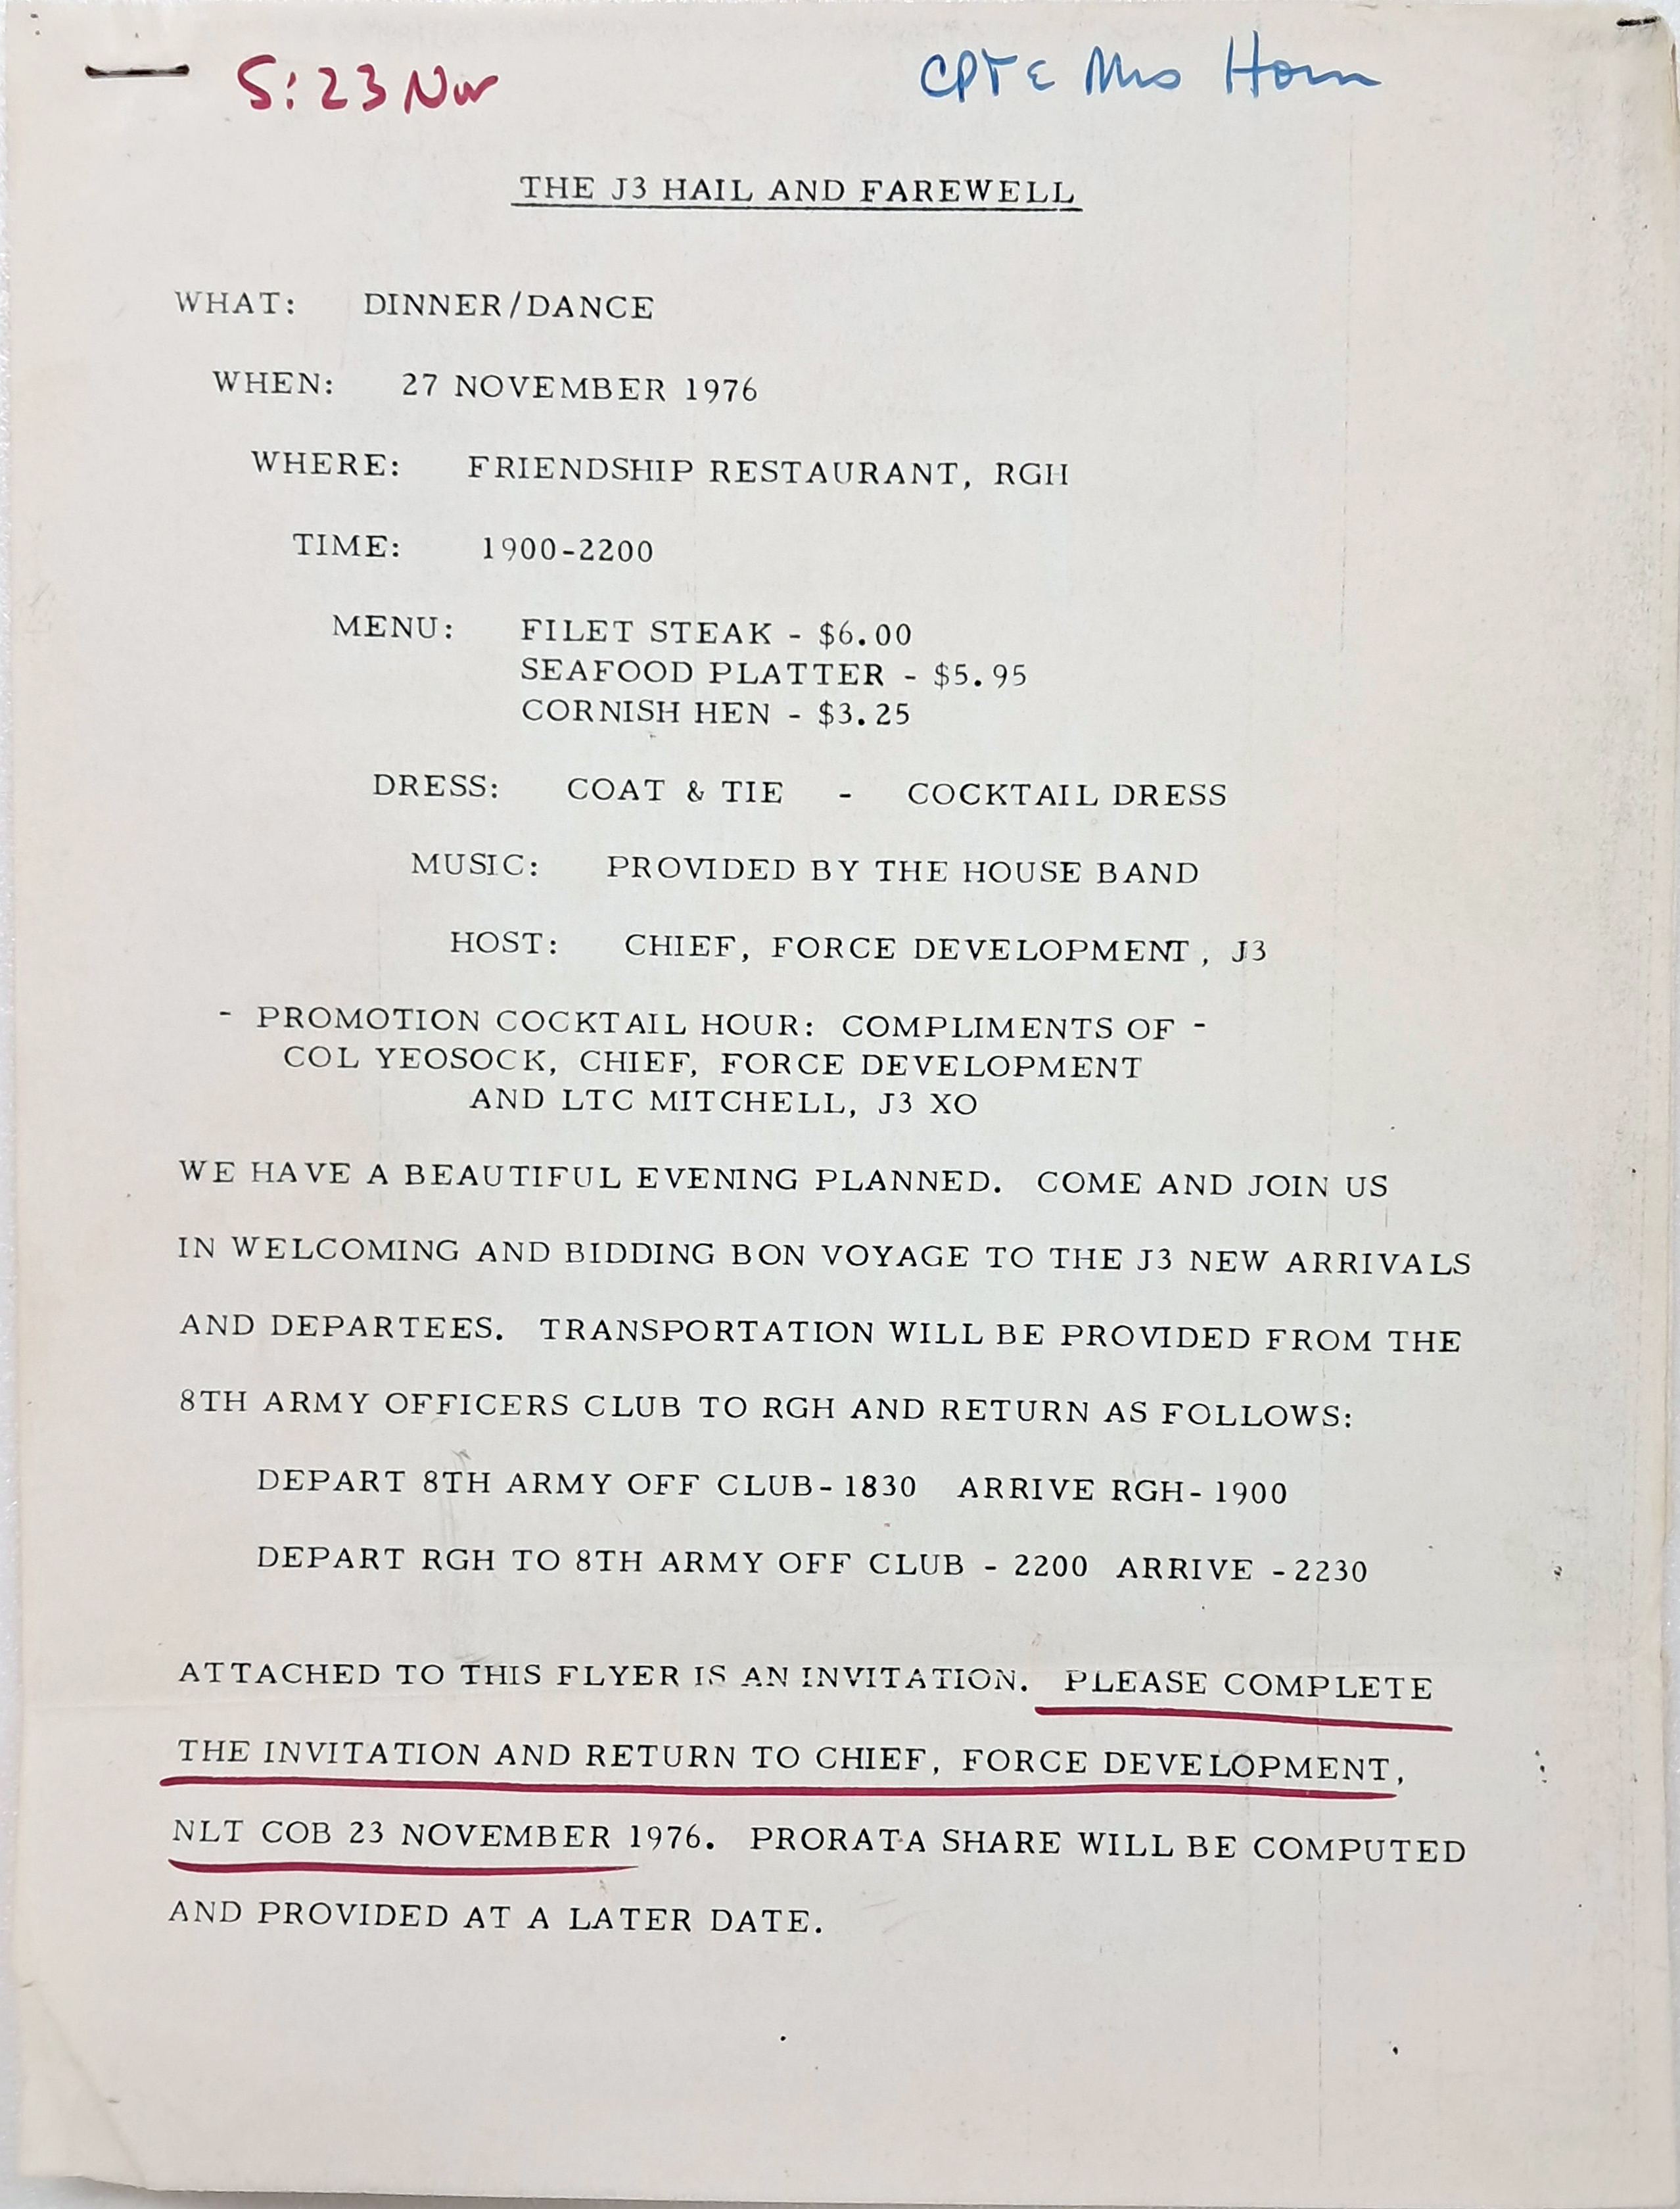 S: 23 Nov
CPT & Mrs Horn
THE J3 HAIL AND FAREWELL
WHAT: DINNER/DANCE
WHEN: 27 NOVEMBER 1976
WHERE: FRIENDSHIP RESTAURANT, RGH
TIME: 1900-2200
MENU: FILET STEAK - $6.00
SEAFOOD PLATTER - $5.95
CORNISH HEN - $3.25
DRESS: COAT & TIE - COCKTAIL DRESS
MUSIC: PROVIDED BY THE HOUSE BAND
HOST: CHIEF, FORCE DEVELOPMENT, J3
- PROMOTION COCKTAIL HOUR: COMPLIMENTS OF -
COL YEOSOCK, CHIEF, FORCE DEVELOPMENT
AND LTC MITCHELL, J3 XO
WE HAVE A BEAUTIFUL EVENING PLANNED. COME AND JOIN US
IN WELCOMING AND BIDDING BON VOYAGE TO THE J3 NEW ARRIVALS
AND DEPARTEES. TRANSPORTATION WILL BE PROVIDED FROM THE
8TH ARMY OFFICERS CLUB TO RGH AND RETURN AS FOLLOWS:
DEPART 8TH ARMY OFF CLUB-1830 ARRIVE RGH-1900
DEPART RGH TO 8TH ARMY OFF CLUB - 2200 ARRIVE -2230
ATTACHED TO THIS FLYER IS AN INVITATION. PLEASE COMPLETE
THE INVITATION AND RETURN TO CHIEF, FORCE DEVELOPMENT,
NLT COB 23 NOVEMBER 1976. PRORATA SHARE WILL BE COMPUTED
AND PROVIDED AT A LATER DATE.